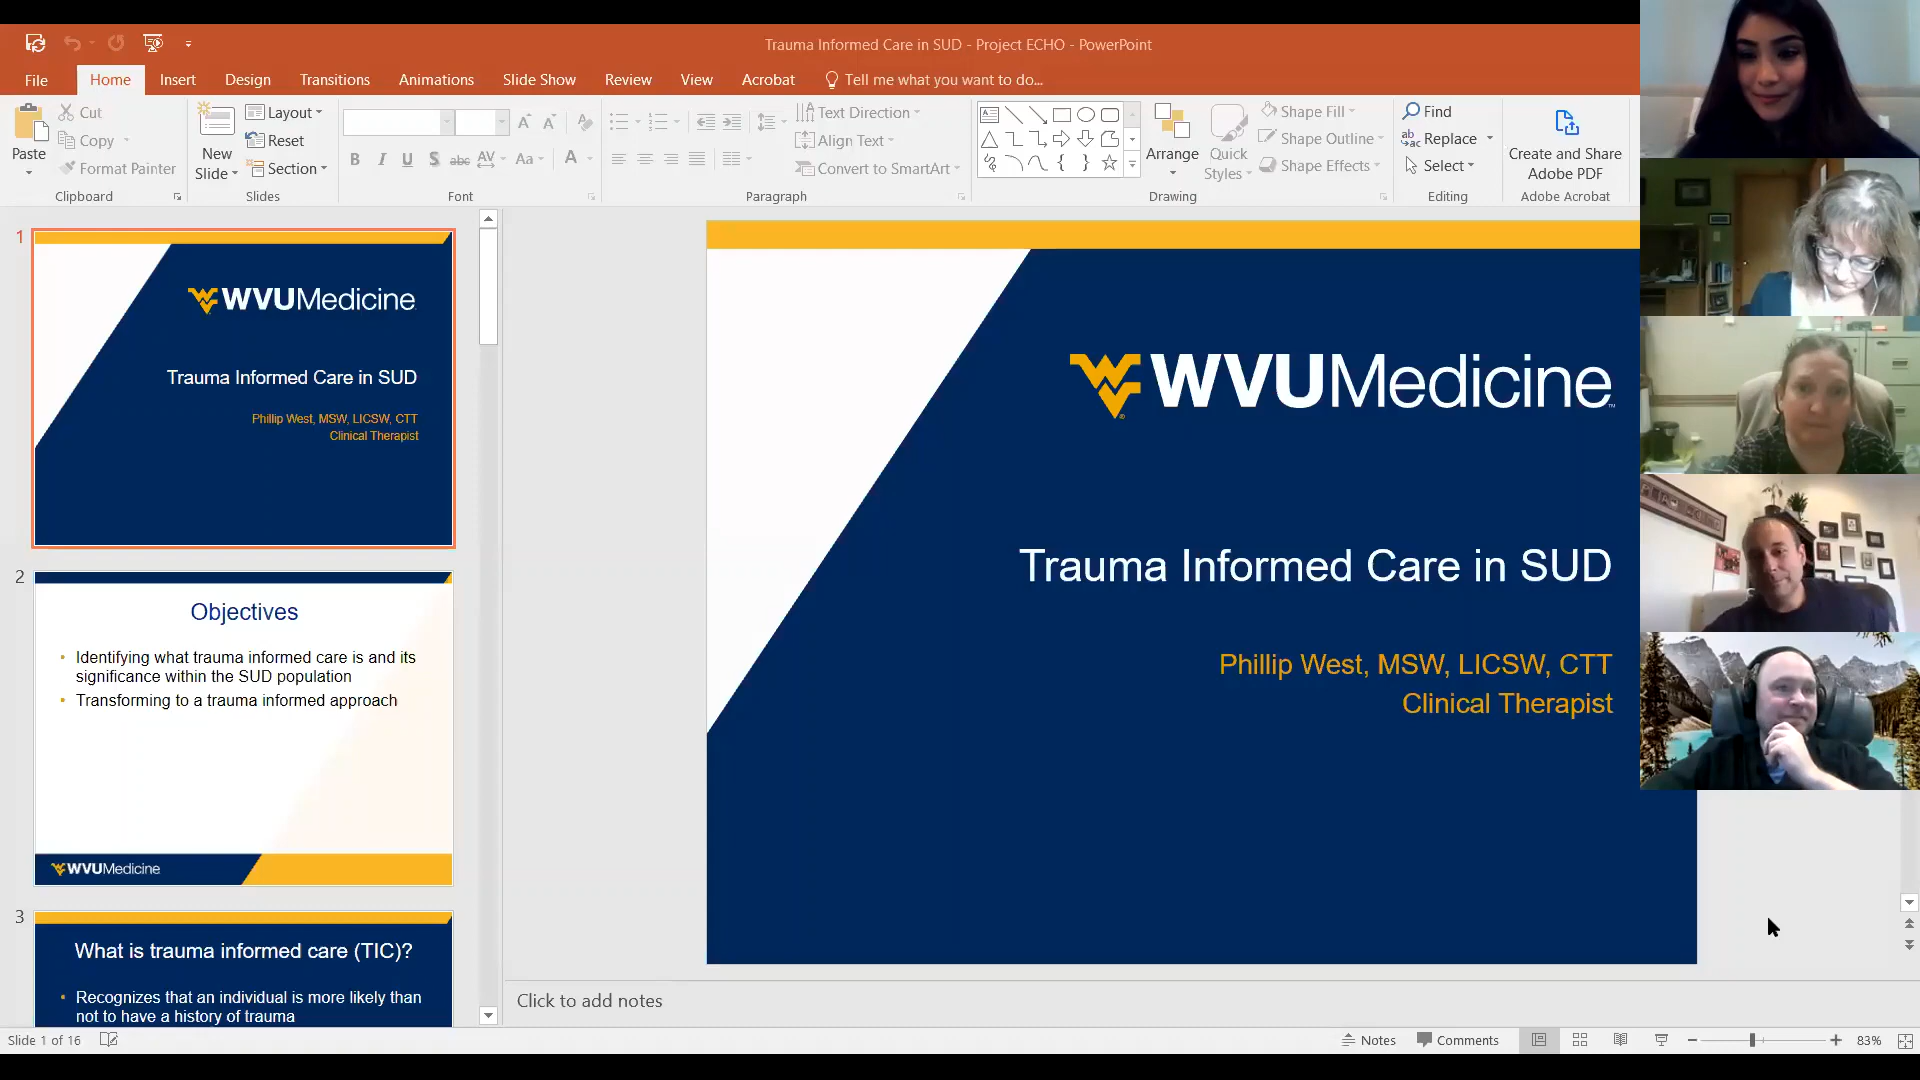 Trauma Informed Care in SUD - Project ECHO - PowerPoint
File Home Insert Design Transitions Animations Slide Show Review View Acrobat Tell me what you want to do...
Paste
Cut
Copy
Format Painter
Clipboard
New
Slide
Layout
Reset
Section
Slides
B I U S abc AV Aa A
Font
Text Direction
Align Text
Convert to SmartArt
Paragraph
Arrange
Quick
Styles
Shape Fill
Shape Outline
Shape Effects
Drawing
Find
Replace
Select
Editing
Create and Share
Adobe PDF
Adobe Acrobat
1
WVUMedicine
Trauma Informed Care in SUD
Phillip West, MSW, LICSW, CTT
Clinical Therapist
2
Objectives
• Identifying what trauma informed care is and its
significance within the SUD population
• Transforming to a trauma informed approach
WVUMedicine
3
What is trauma informed care (TIC)?
• Recognizes that an individual is more likely than
not to have a history of trauma
WVUMedicine
Trauma Informed Care in SUD
Phillip West, MSW, LICSW, CTT
Clinical Therapist
Click to add notes
Slide 1 of 16
Notes Comments 83%